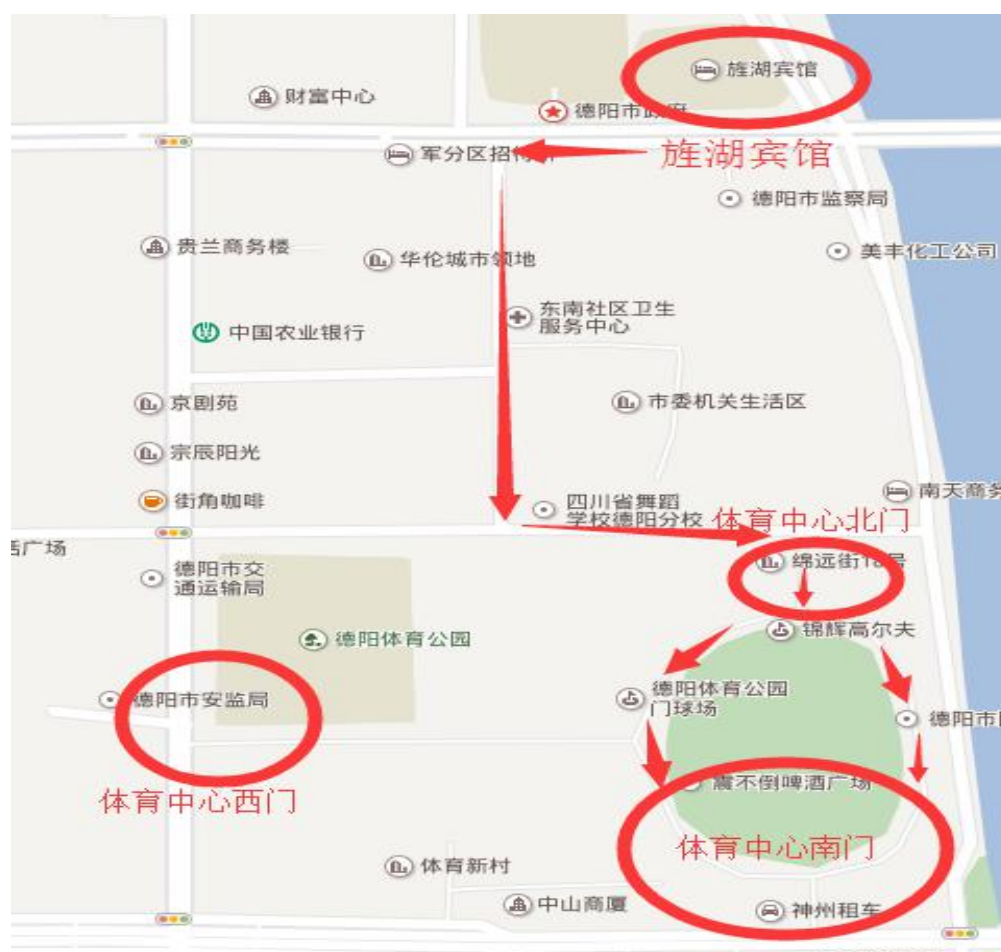 旌湖宾馆
财富中心
德阳市政府
军分区招待所
旌湖宾馆
德阳市监察局
贵兰商务楼
华伦城市领地
美丰化工公司
东南社区卫生
服务中心
中国农业银行
京剧苑
市委机关生活区
宗辰阳光
街角咖啡
四川省舞蹈
学校德阳分校
南天商务
体育中心北门
活广场
绵远街18号
德阳市交
通运输局
锦辉高尔夫
德阳体育公园
德阳市安监局
德阳体育公园
门球场
德阳市
震不倒啤酒广场
体育中心西门
体育中心南门
体育新村
中山商厦
神州租车